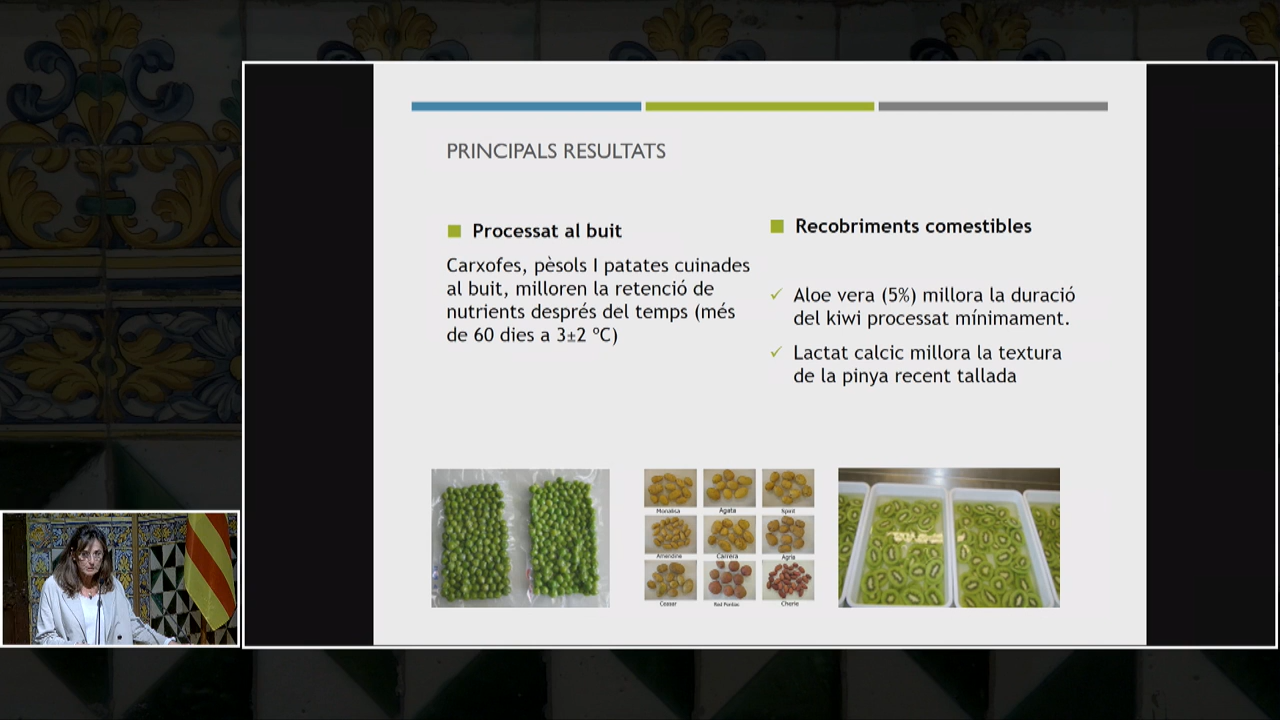 PRINCIPALS RESULTATS
Processat al buit
Carxofes, pèsols I patates cuinades
al buit, milloren la retenció de
nutrients després del temps (més
de 60 dies a 3±2 ºC)
Recobriments comestibles
Aloe vera (5%) millora la duració
del kiwi processat mínimament.
Lactat calcic millora la textura
de la pinya recent tallada
Monalisa
Agata
Spirit
Amandine
Carrera
Agria
Cesar
Red Pontiac
Cherie